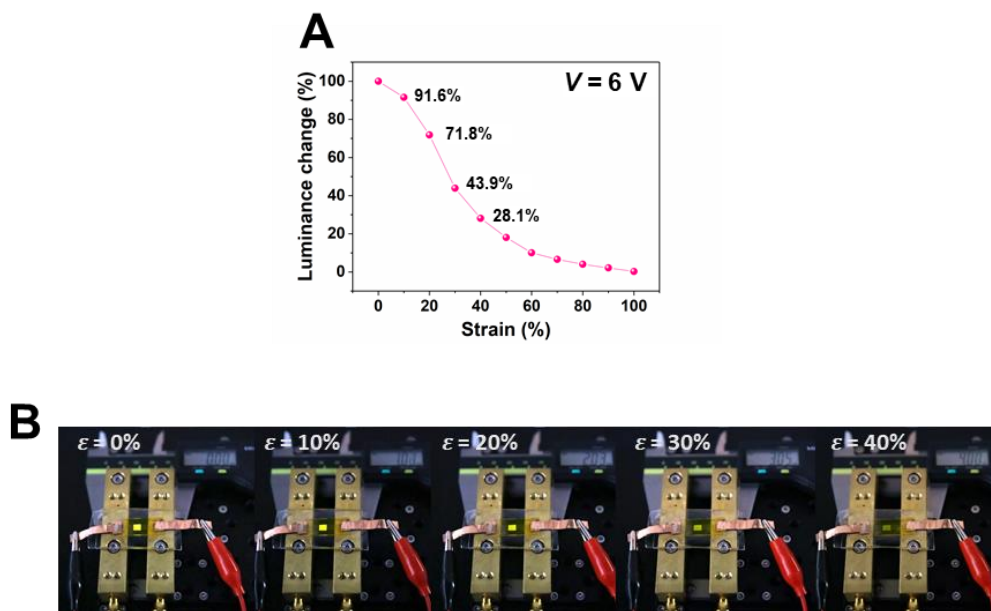 A
V = 6 V
Luminance change (%)
100
80
60
40
20
0
91.6%
71.8%
43.9%
28.1%
0
20
40
60
80
100
Strain (%)
B
ε = 0%
ε = 10%
ε = 20%
ε = 30%
ε = 40%